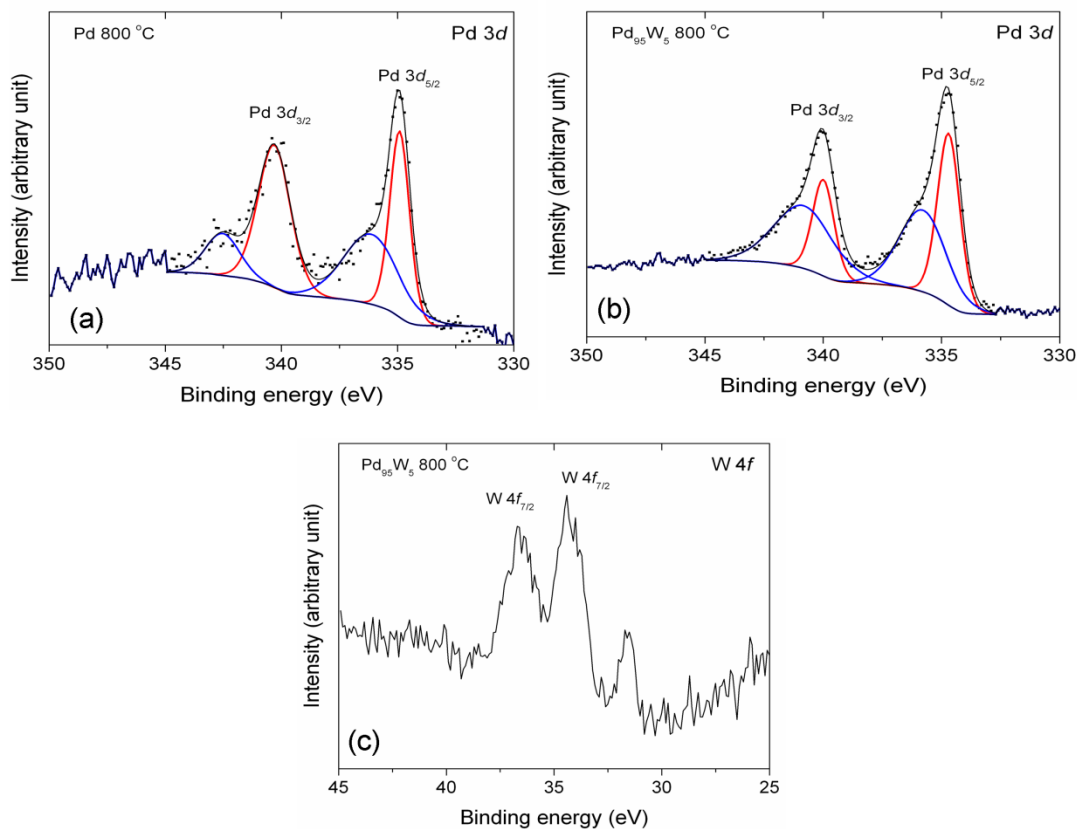 Pd 800 °C
Pd 3d
Pd 3d5/2
Pd 3d3/2
Intensity (arbitrary unit)
(a)
350 345 340 335 330
Binding energy (eV)
Pd95W5 800 °C
Pd 3d
Pd 3d5/2
Pd 3d3/2
Intensity (arbitrary unit)
(b)
350 345 340 335 330
Binding energy (eV)
Pd95W5 800 °C
W 4f
W 4f7/2
W 4f7/2
Intensity (arbitrary unit)
(c)
45 40 35 30 25
Binding energy (eV)